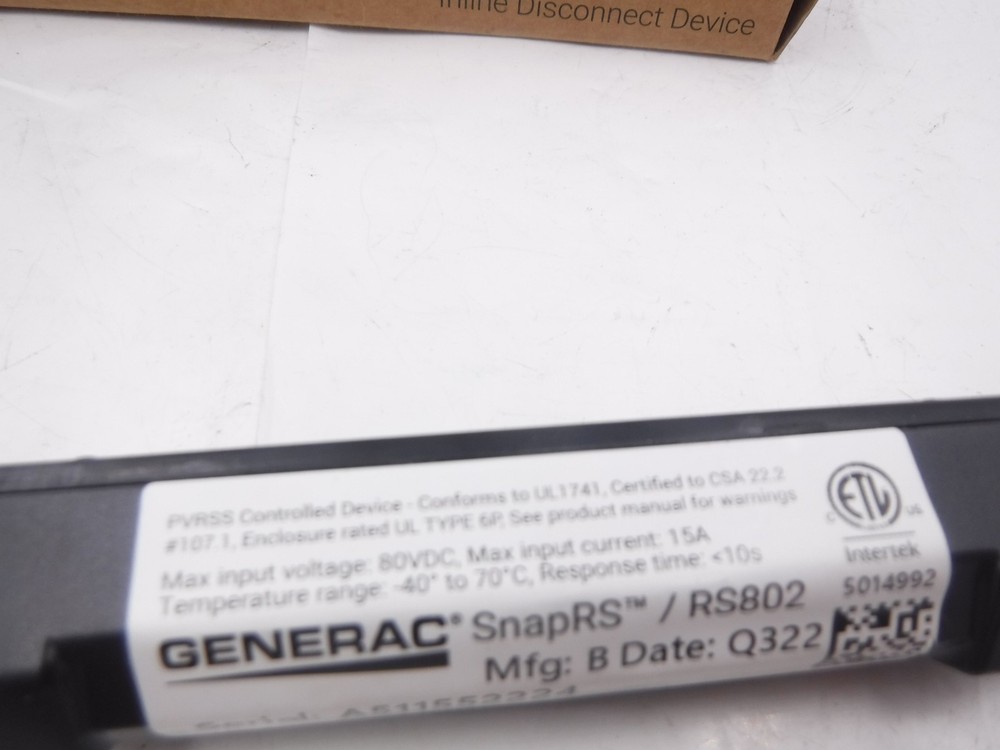 Inline Disconnect Device
PVRSS Controlled Device - Conforms to UL1741, Certified to CSA 22.2
#107.1, Enclosure rated UL TYPE 6P, See product manual for warnings
Max input voltage: 80VDC, Max input current: 15A
Temperature range: -40° to 70°C, Response time: <10s
GENERAC® SnapRS™ / RS802
Mfg: B Date: Q322
Serial:
c ETL us
Intertek
5014992